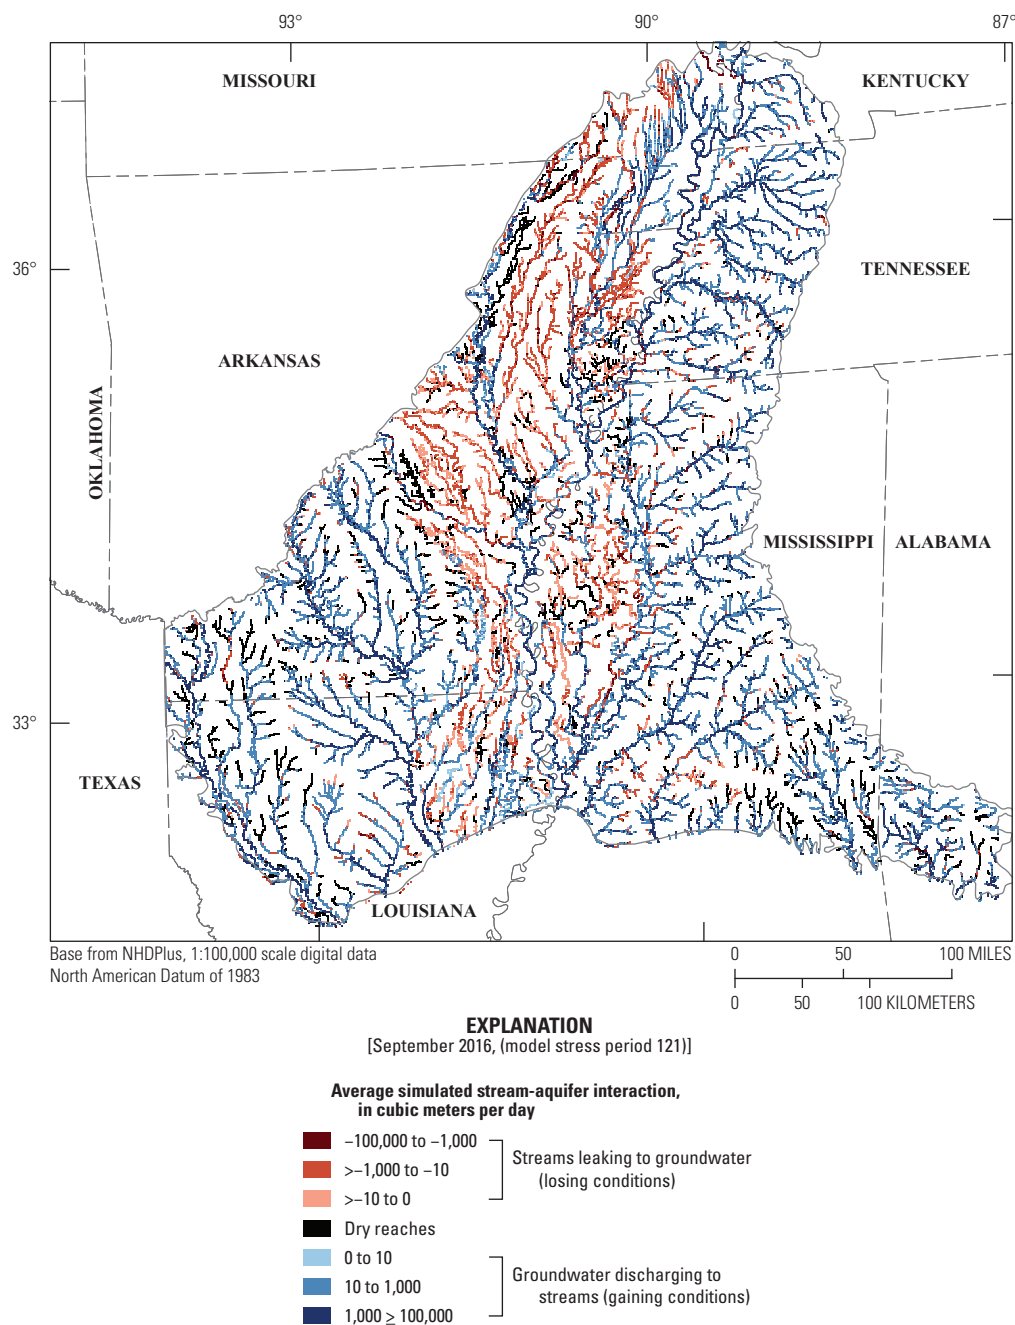 93°
90°
87°
MISSOURI
KENTUCKY
36°
TENNESSEE
ARKANSAS
OKLAHOMA
MISSISSIPPI
ALABAMA
33°
TEXAS
LOUISIANA
Base from NHDPlus, 1:100,000 scale digital data
North American Datum of 1983
0 50 100 MILES
0 50 100 KILOMETERS
EXPLANATION
[September 2016, (model stress period 121)]
Average simulated stream-aquifer interaction,
in cubic meters per day
−100,000 to −1,000
>−1,000 to −10
>−10 to 0
Streams leaking to groundwater
(losing conditions)
Dry reaches
0 to 10
10 to 1,000
1,000 ≥ 100,000
Groundwater discharging to
streams (gaining conditions)